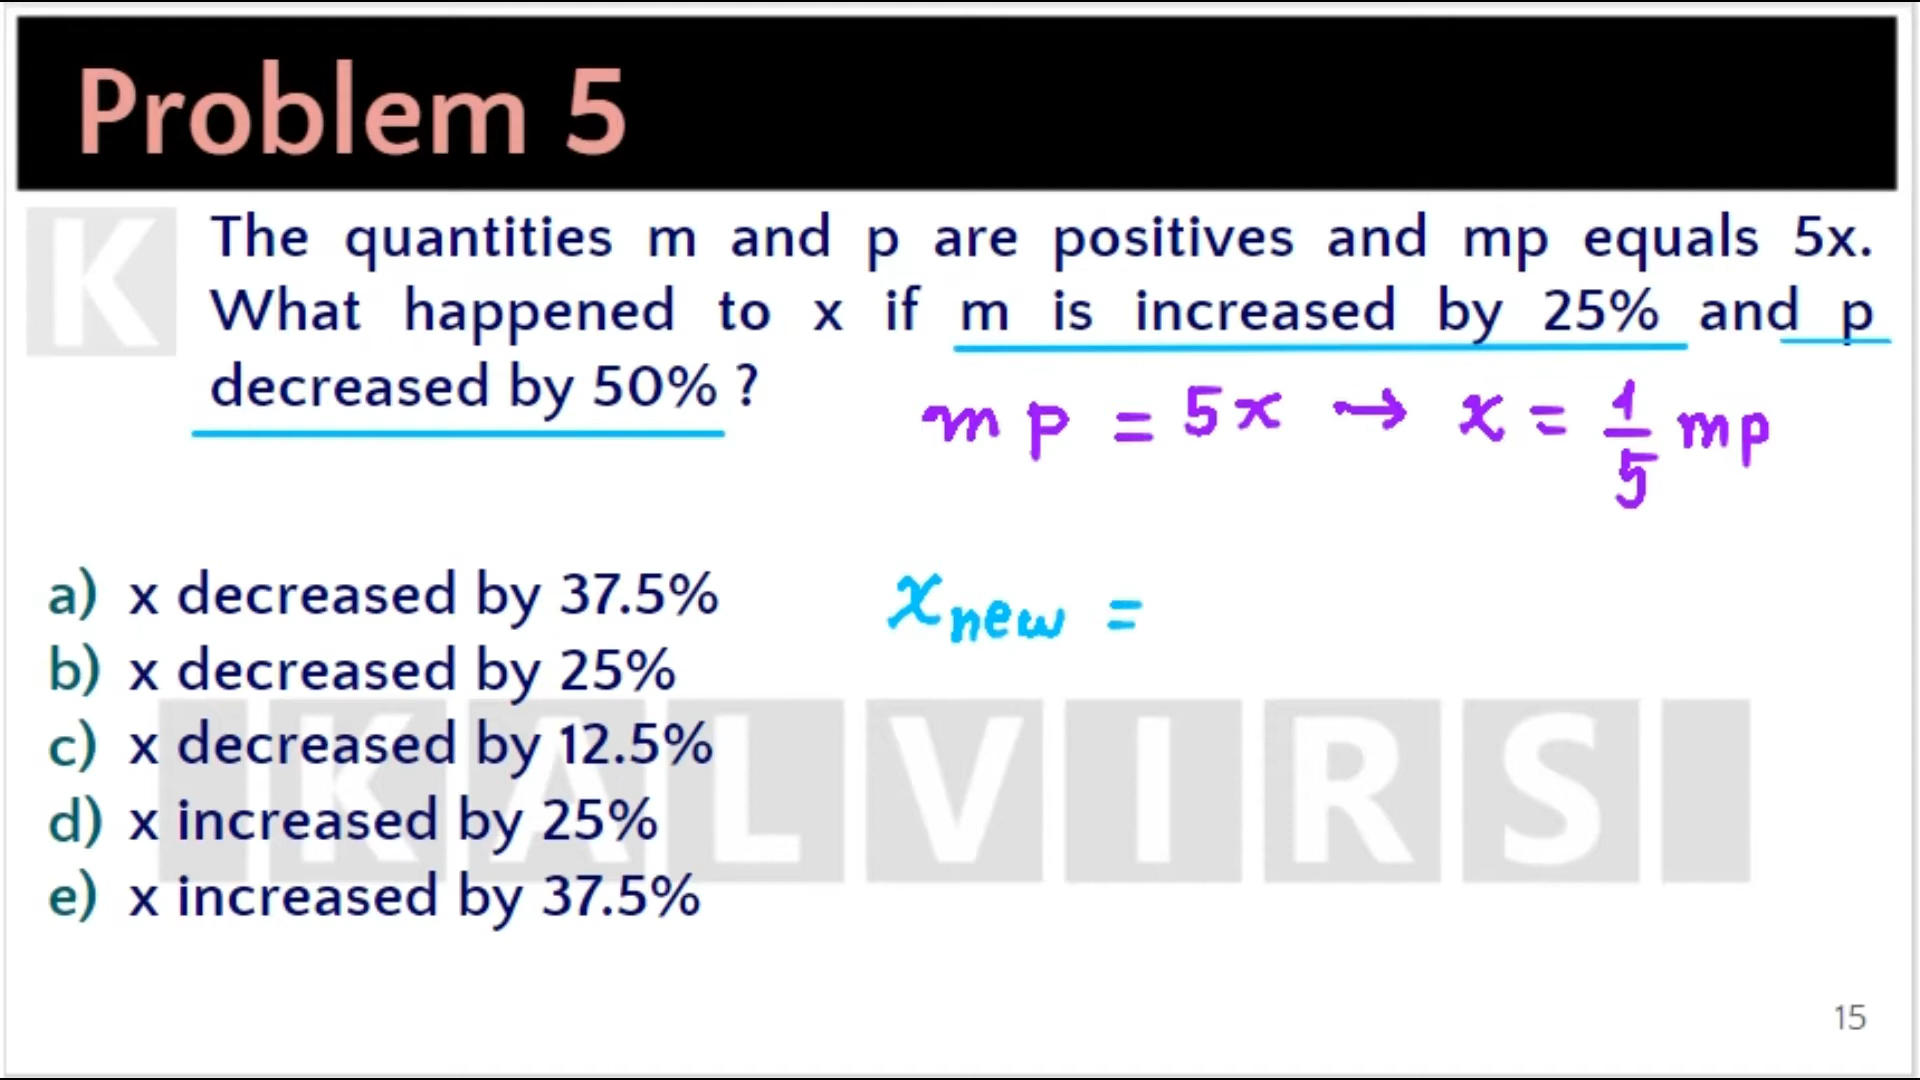 Problem 5
K
The quantities m and p are positives and mp equals 5x.
What happened to x if m is increased by 25% and p
decreased by 50% ?
mp = 5x → x = 1/5 mp
a) x decreased by 37.5%
x new =
b) x decreased by 25%
c) x decreased by 12.5%
d) x increased by 25%
e) x increased by 37.5%
KALVIRS
15